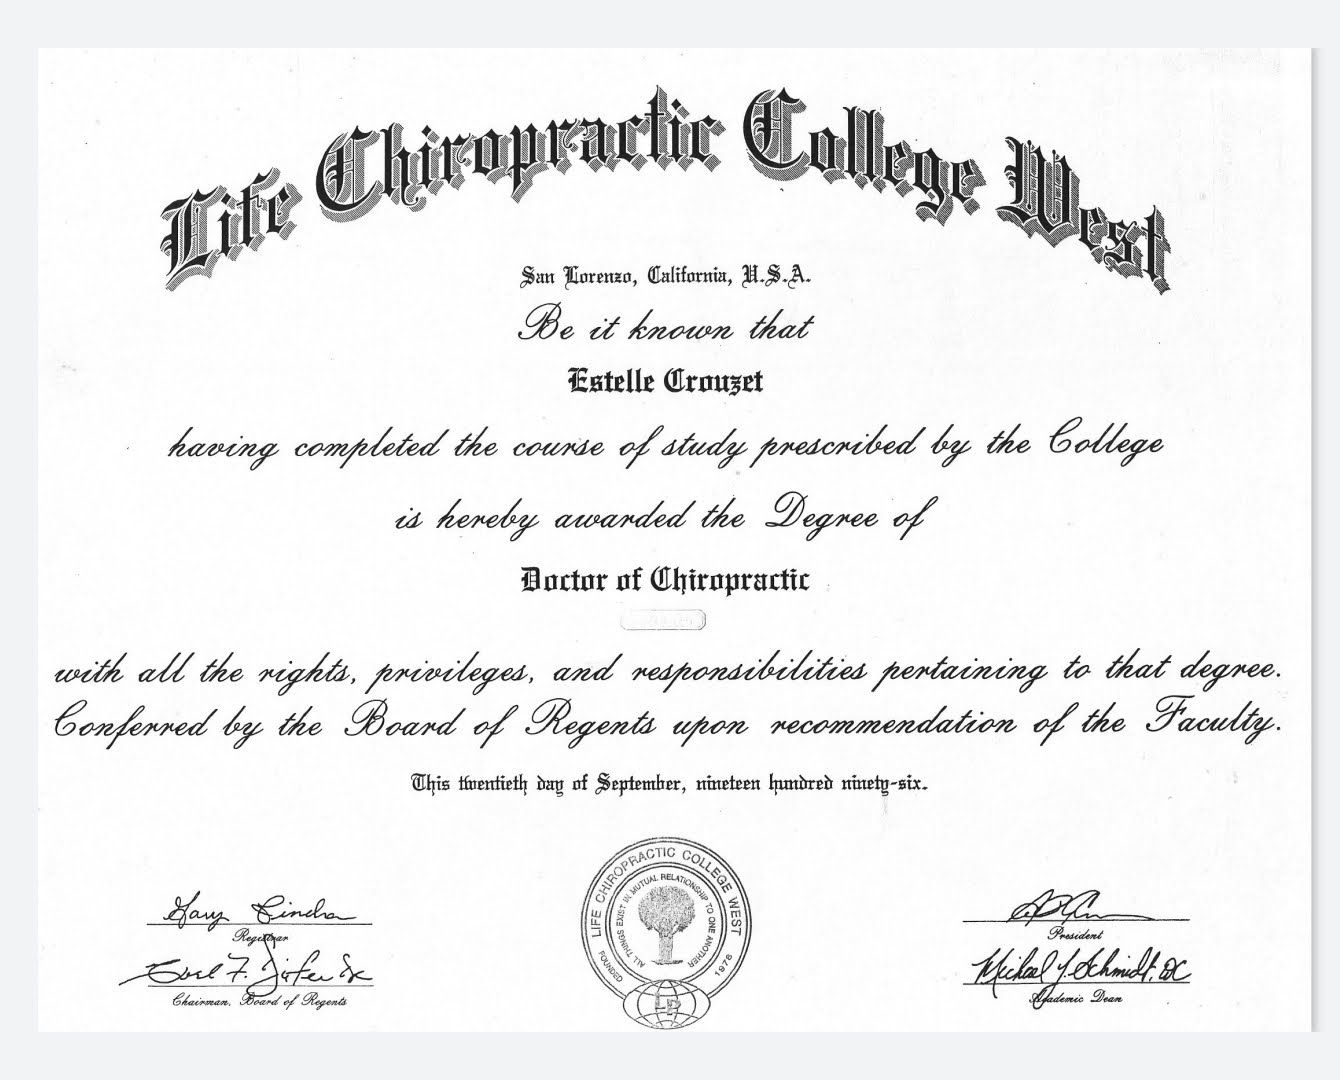 Life Chiropractic College West
San Lorenzo, California, U.S.A.
Be it known that
Estelle Crouzet
having completed the course of study prescribed by the College
is hereby awarded the Degree of
Doctor of Chiropractic
with all the rights, privileges, and responsibilities pertaining to that degree.
Conferred by the Board of Regents upon recommendation of the Faculty.
This twentieth day of September, nineteen hundred ninety-six.
LIFE CHIROPRACTIC COLLEGE WEST
ALL THINGS EXIST IN MUTUAL RELATIONSHIP TO ONE ANOTHER
FOUNDED 1976
Gary
Registrar
Chairman, Board of Regents
President
Michael J. Schmidt, DC
Academic Dean